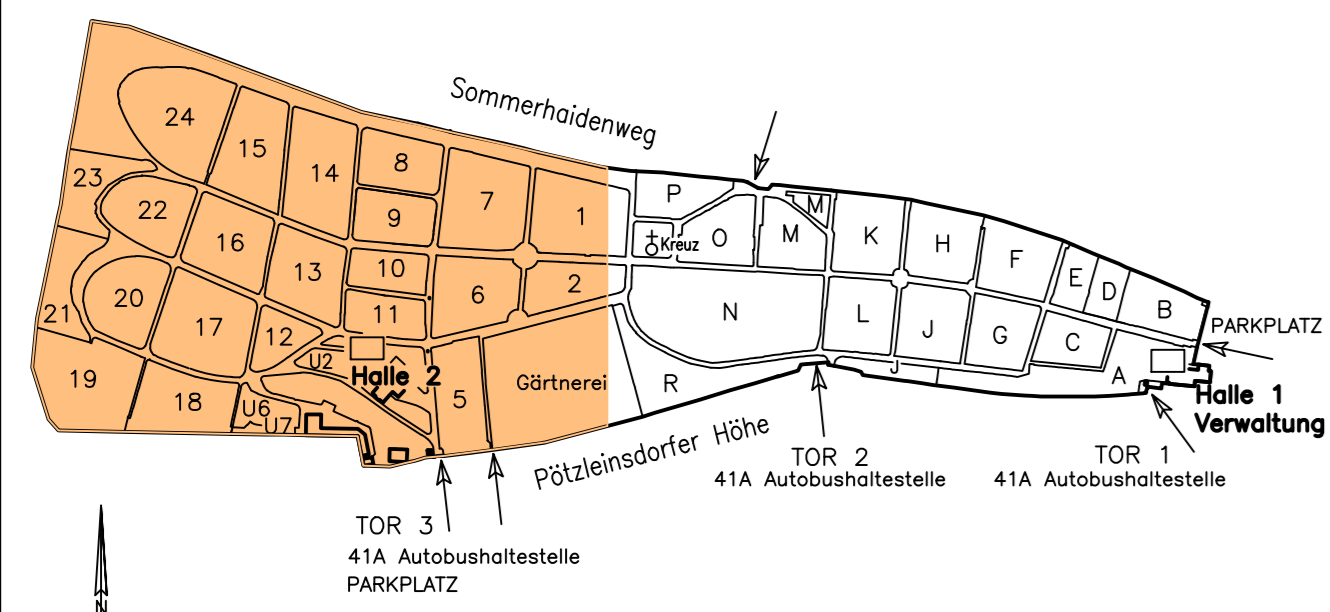 Sommerhaidenweg
24
15
14
8
7
1
P
M
23
22
9
Kreuz
O
M
K
H
F
16
13
10
6
2
E
D
B
20
21
17
12
11
N
L
J
G
C
PARKPLATZ
19
18
U2
Halle 2
5
Gärtnerei
R
J
A
Halle 1
Verwaltung
U6
U7
Pötzleinsdorfer Höhe
TOR 2
41A Autobushaltestelle
TOR 1
41A Autobushaltestelle
TOR 3
41A Autobushaltestelle
PARKPLATZ
N